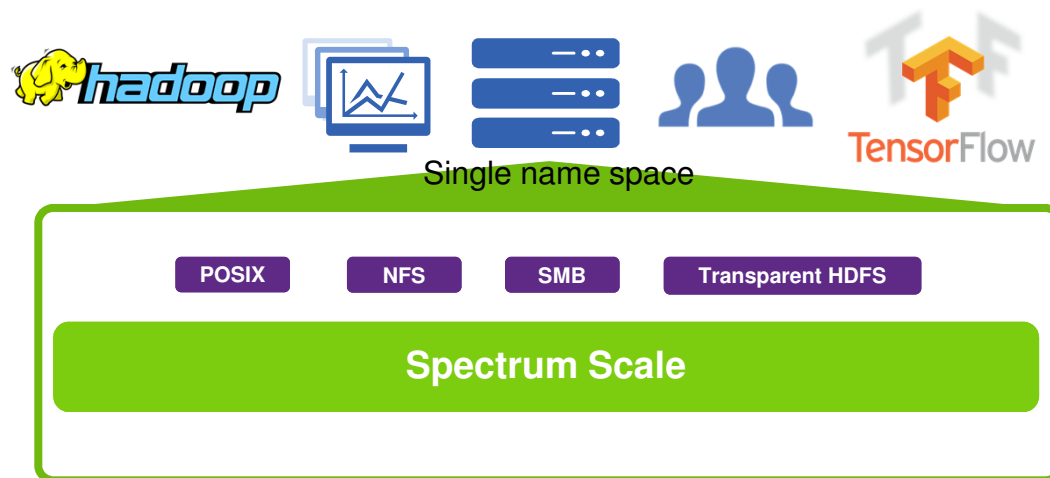 hadoop
TensorFlow
Single name space
POSIX
NFS
SMB
Transparent HDFS
Spectrum Scale